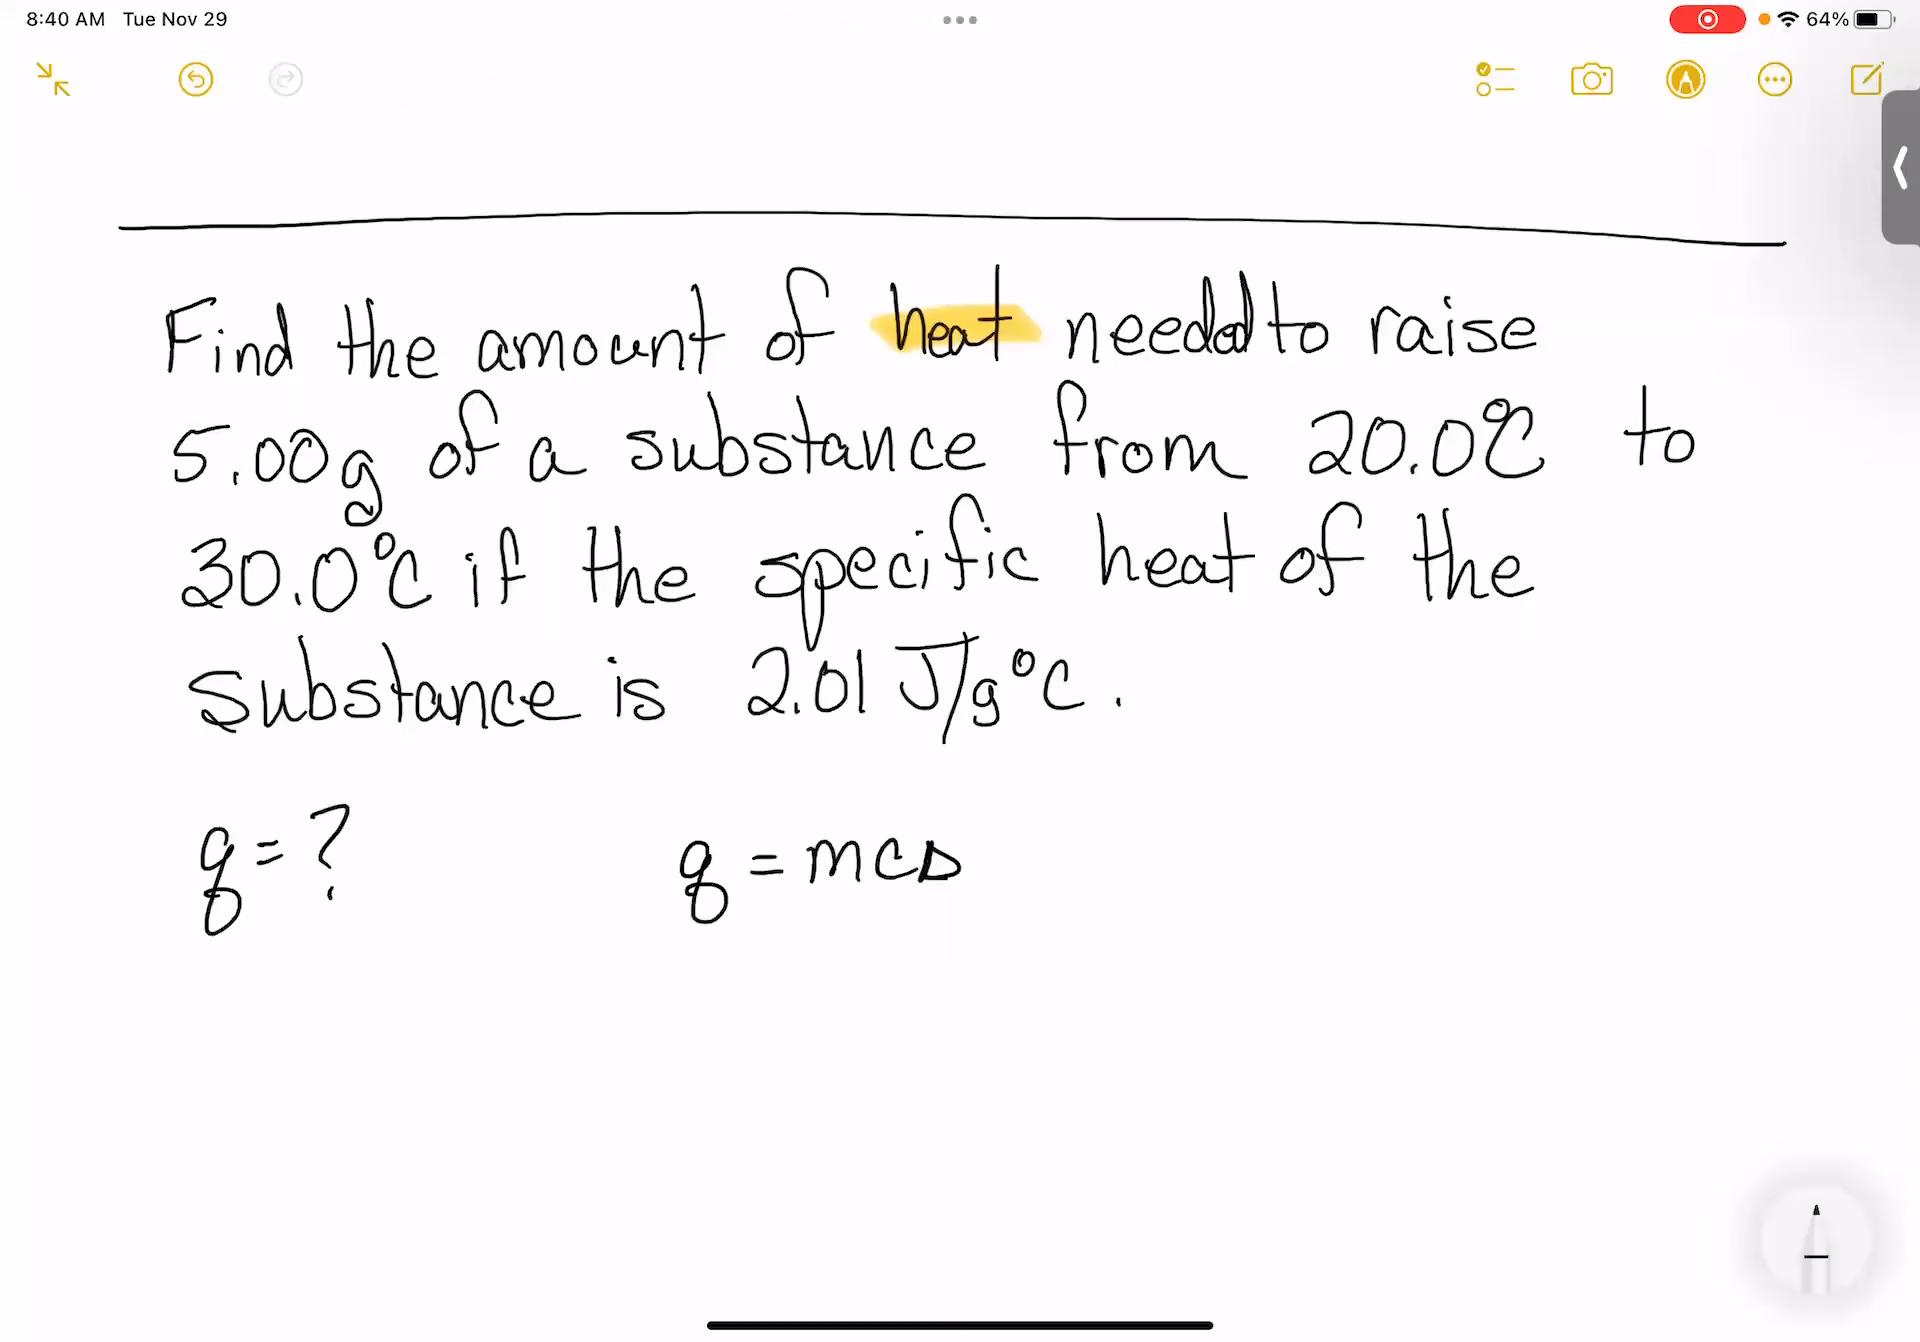 8:40 AM Tue Nov 29 64%
Find the amount of heat needed to raise
5.00g of a substance from 20.0°C to
30.0°C if the specific heat of the
substance is 2.01 J/g°C.
q = ? q = mcΔ